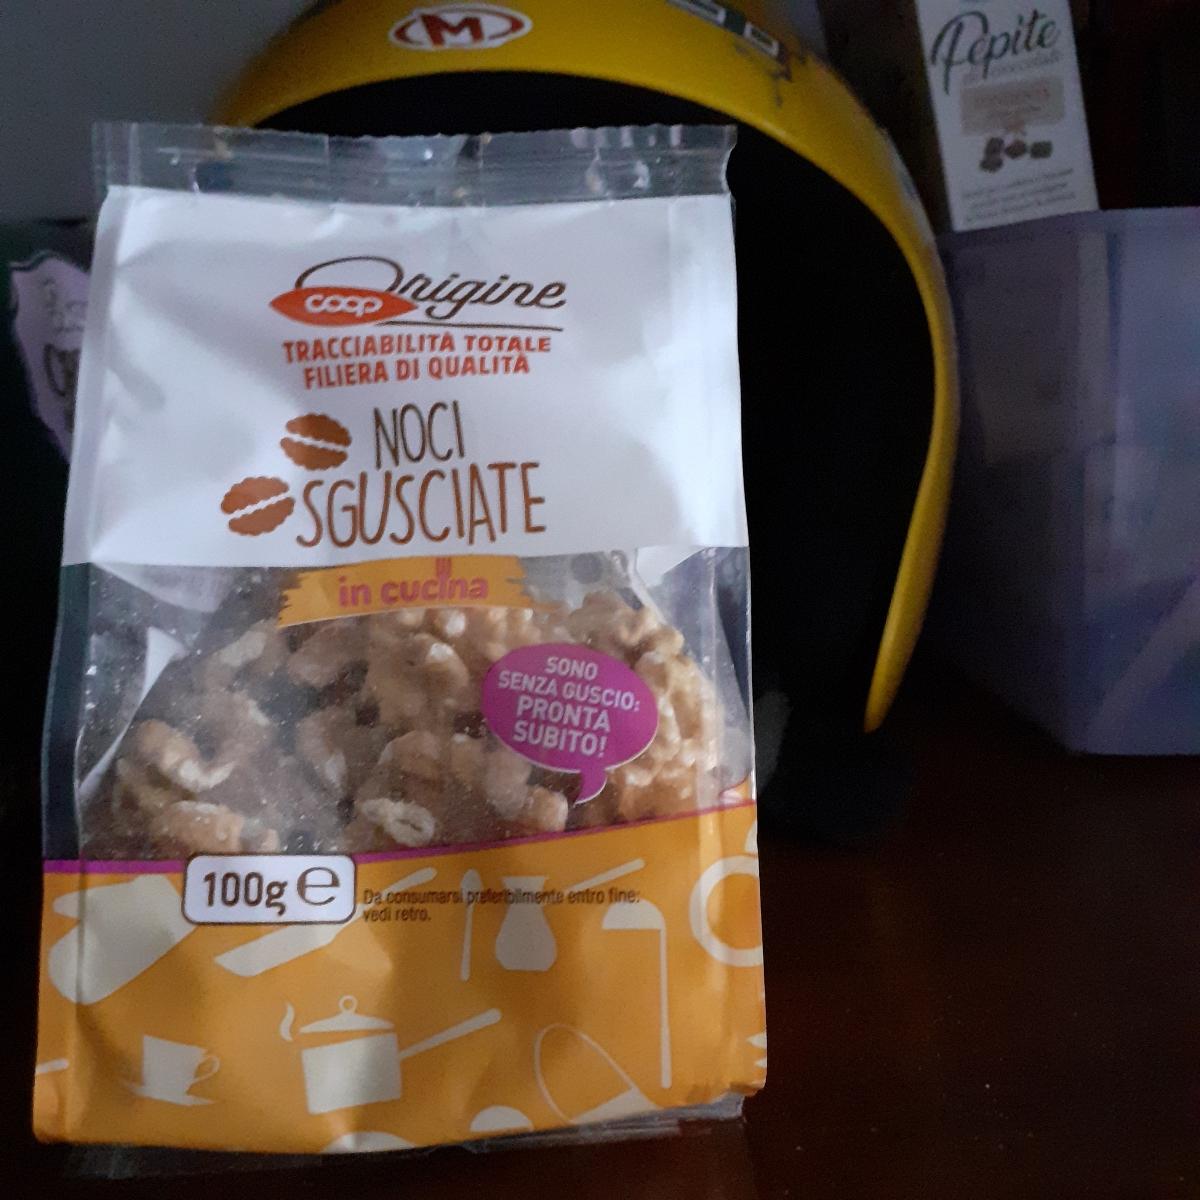 M
Pepite
coop Origine
TRACCIABILITÀ TOTALE
FILIERA DI QUALITÀ
NOCI
SGUSCIATE
in cucina
SONO
SENZA GUSCIO:
PRONTA
SUBITO!
100g e
Da consumarsi preferibilmente entro fine:
vedi retro.